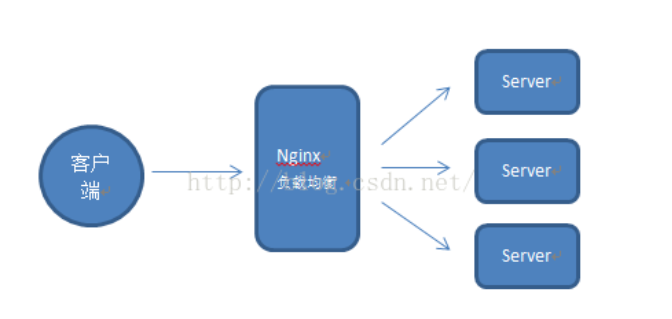 客户
端
Nginx
负载均衡
http://blog.csdn.net/
Server
Server
Server